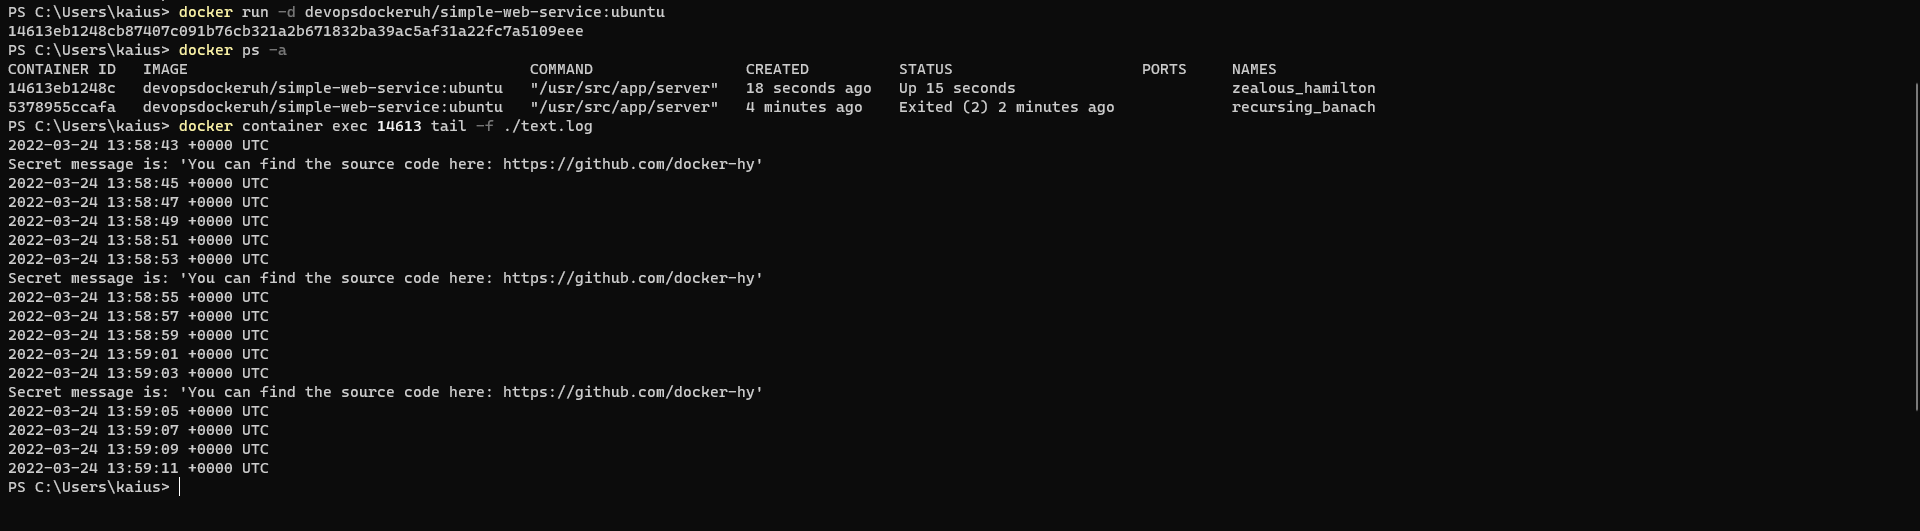 PS C:\Users\kaius> docker run -d devopsdockeruh/simple-web-service:ubuntu
14613eb1248cb87407c091b76cb321a2b671832ba39ac5af31a22fc7a5109eee
PS C:\Users\kaius> docker ps -a
CONTAINER ID   IMAGE                                      COMMAND                 CREATED          STATUS                     PORTS     NAMES
14613eb1248c   devopsdockeruh/simple-web-service:ubuntu   "/usr/src/app/server"   18 seconds ago   Up 15 seconds                        zealous_hamilton
5378955ccafa   devopsdockeruh/simple-web-service:ubuntu   "/usr/src/app/server"   4 minutes ago    Exited (2) 2 minutes ago             recursing_banach
PS C:\Users\kaius> docker container exec 14613 tail -f ./text.log
2022-03-24 13:58:43 +0000 UTC
Secret message is: 'You can find the source code here: https://github.com/docker-hy'
2022-03-24 13:58:45 +0000 UTC
2022-03-24 13:58:47 +0000 UTC
2022-03-24 13:58:49 +0000 UTC
2022-03-24 13:58:51 +0000 UTC
2022-03-24 13:58:53 +0000 UTC
Secret message is: 'You can find the source code here: https://github.com/docker-hy'
2022-03-24 13:58:55 +0000 UTC
2022-03-24 13:58:57 +0000 UTC
2022-03-24 13:58:59 +0000 UTC
2022-03-24 13:59:01 +0000 UTC
2022-03-24 13:59:03 +0000 UTC
Secret message is: 'You can find the source code here: https://github.com/docker-hy'
2022-03-24 13:59:05 +0000 UTC
2022-03-24 13:59:07 +0000 UTC
2022-03-24 13:59:09 +0000 UTC
2022-03-24 13:59:11 +0000 UTC
PS C:\Users\kaius>